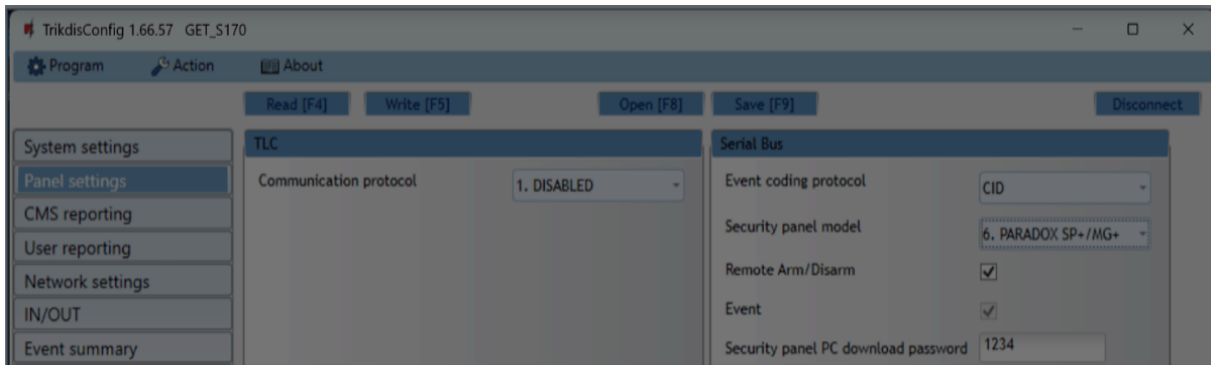 TrikdisConfig 1.66.57 GET_S170
Program Action About
Read [F4] Write [F5] Open [F8] Save [F9] Disconnect
System settings
Panel settings
CMS reporting
User reporting
Network settings
IN/OUT
Event summary
TLC
Communication protocol 1. DISABLED
Serial Bus
Event coding protocol CID
Security panel model 6. PARADOX SP+/MG+
Remote Arm/Disarm
Event
Security panel PC download password 1234